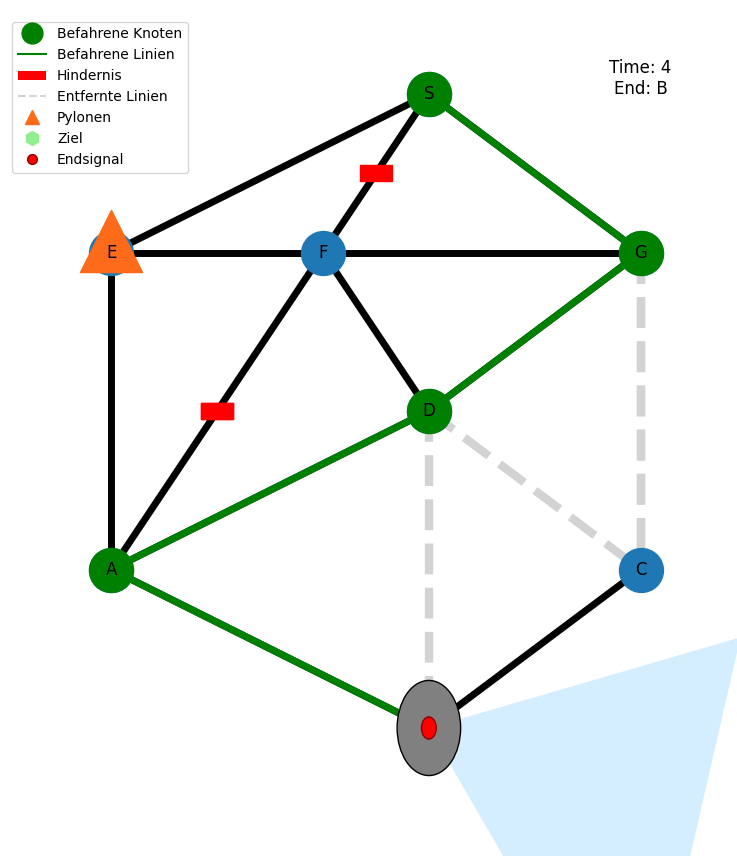 Befahrene Knoten
Befahrene Linien
Hindernis
Entfernte Linien
Pylonen
Ziel
Endsignal
Time: 4
End: B
S
E
F
G
D
A
C